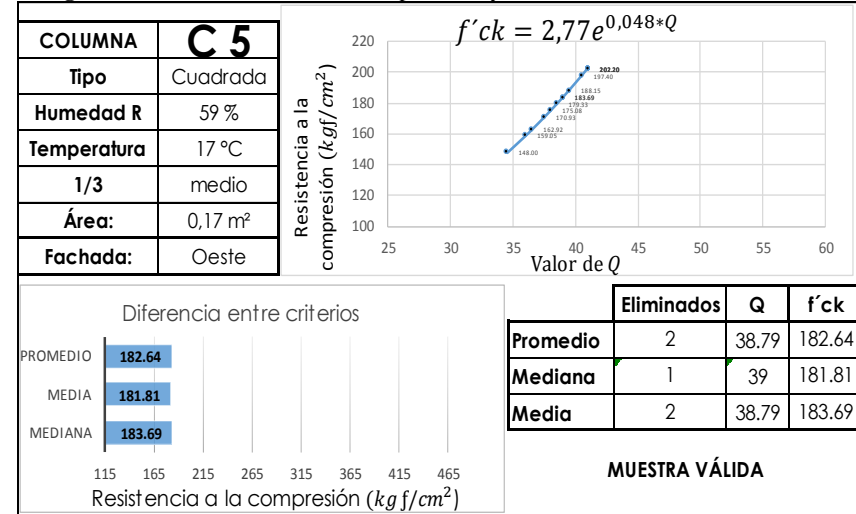 COLUMNA C 5
Tipo Cuadrada
Humedad R 59 %
Temperatura 17 °C
1/3 medio
Área: 0,17 m²
Fachada: Oeste
f´ck = 2,77e^0,048*Q
Resistencia a la
compresión (kgf/cm²)
220
200
180
160
140
120
100
202.20
197.40
188.15
183.69
179.33
175.08
170.93
162.92
159.05
148.00
25 30 35 40 45 50 55 60
Valor de Q
Diferencia entre criterios
PROMEDIO 182.64
MEDIA 181.81
MEDIANA 183.69
115 165 215 265 315 365 415 465
Resistencia a la compresión (kg f/cm²)
Eliminados Q f´ck
Promedio 2 38.79 182.64
Mediana 1 39 181.81
Media 2 38.79 183.69
MUESTRA VÁLIDA